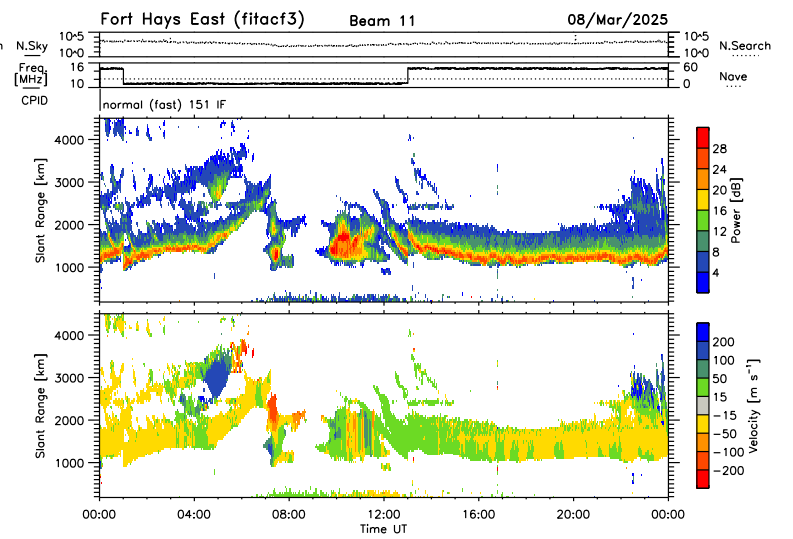 Fort Hays East (fitacf3) Beam 11 08/Mar/2025
n N.Sky 10^5 10^5 N.Search
10^0 10^0
Freq. 16 60 Nave
[MHz] 10 0
CPID normal (fast) 151 IF
4000
3000
2000
1000
Slant Range [km]
28
24
20
16
12
8
4
Power [dB]
4000
3000
2000
1000
Slant Range [km]
200
100
50
15
−15
−50
−100
−200
Velocity [m s⁻¹]
00:00 04:00 08:00 12:00 16:00 20:00 00:00
Time UT